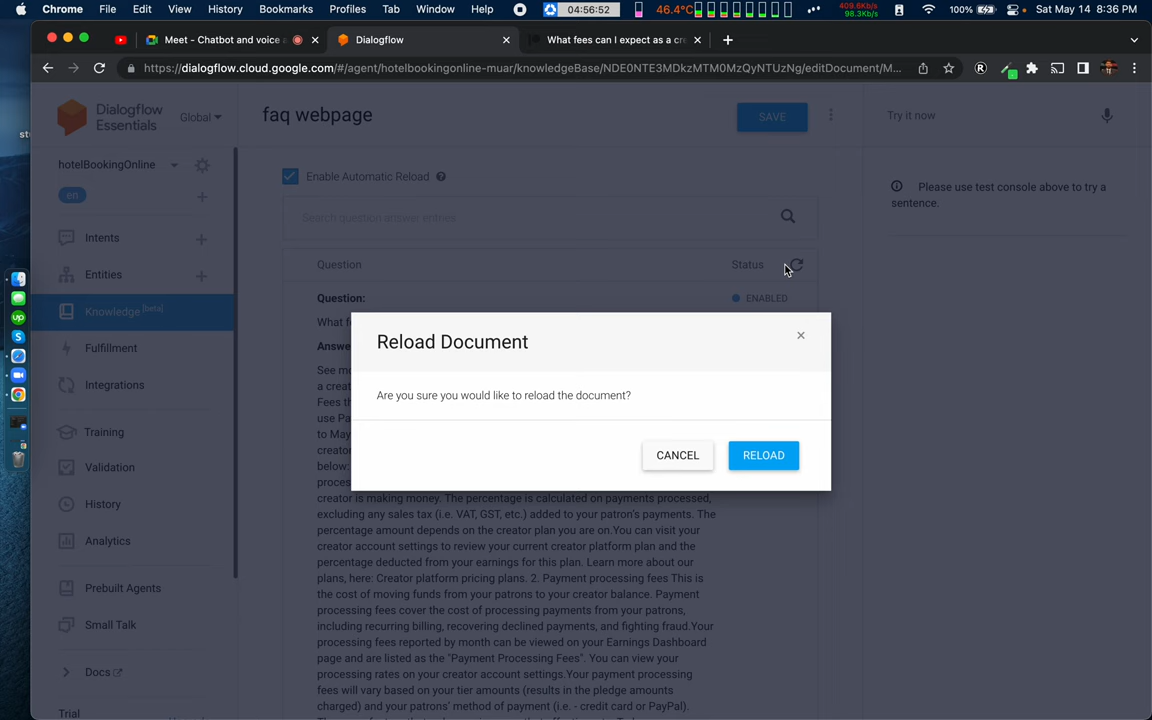 Chrome File Edit View History Bookmarks Profiles Tab Window Help 04:56:52 46.4°C 409.6Kb/s 98.3Kb/s 100% Sat May 14 8:36 PM
Meet - Chatbot and voice a Dialogflow What fees can I expect as a cre
https://dialogflow.cloud.google.com/#/agent/hotelbookingonline-muar/knowledgeBase/NDE0NTE3MDkzMTM0MzQyNTUzNg/editDocument/M...
Dialogflow
Essentials
Global
faq webpage
SAVE
Try it now
hotelBookingOnline
en
Enable Automatic Reload
Please use test console above to try a
sentence.
Search question answer entries
Intents
Entities
Knowledge [beta]
Fulfillment
Integrations
Training
Validation
History
Analytics
Prebuilt Agents
Small Talk
Docs
Trial
Question Status
Question: ENABLED
What f
Answe
See mo
a creat
Fees th
use Pa
to May
creator
below:
proces
Reload Document
Are you sure you would like to reload the document?
CANCEL RELOAD
creator is making money. The percentage is calculated on payments processed,
excluding any sales tax (i.e. VAT, GST, etc.) added to your patron's payments. The
percentage amount depends on the creator plan you are on.You can visit your
creator account settings to review your current creator platform plan and the
percentage deducted from your earnings for this plan. Learn more about our
plans, here: Creator platform pricing plans. 2. Payment processing fees This is
the cost of moving funds from your patrons to your creator balance. Payment
processing fees cover the cost of processing payments from your patrons,
including recurring billing, recovering declined payments, and fighting fraud.Your
processing fees reported by month can be viewed on your Earnings Dashboard
page and are listed as the "Payment Processing Fees". You can view your
processing rates on your creator account settings.Your payment processing
fees will vary based on your tier amounts (results in the pledge amounts
charged) and your patrons' method of payment (i.e. - credit card or PayPal).